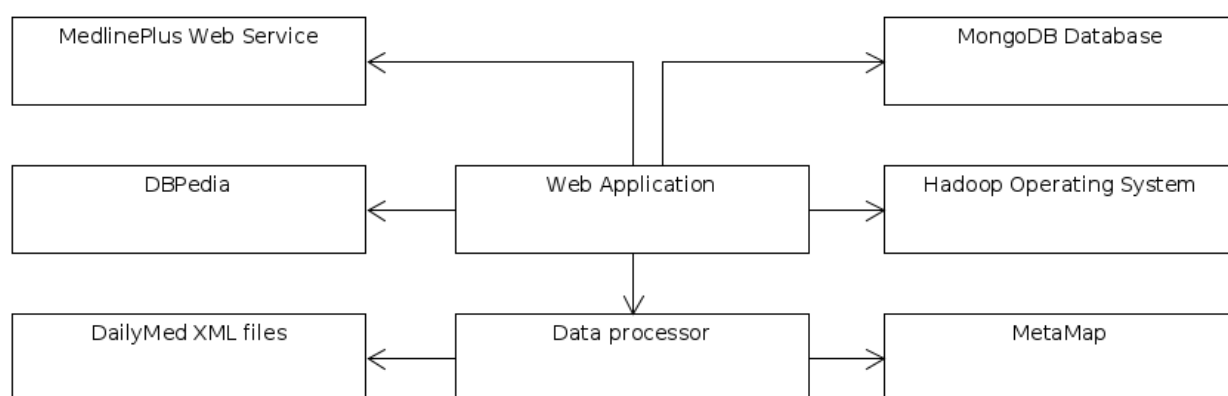 MedlinePlus Web Service
MongoDB Database
DBPedia
Web Application
Hadoop Operating System
DailyMed XML files
Data processor
MetaMap